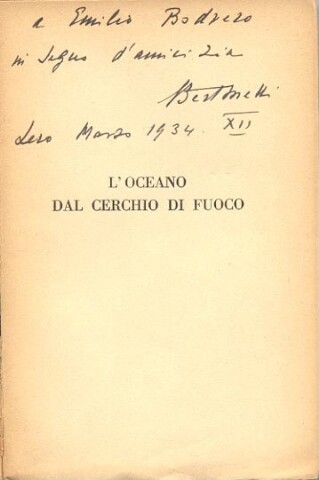 a Emilio Bodrero
in segno d'amicizia
Bertonelli
Lero Marzo 1934. XII
L'OCEANO
DAL CERCHIO DI FUOCO